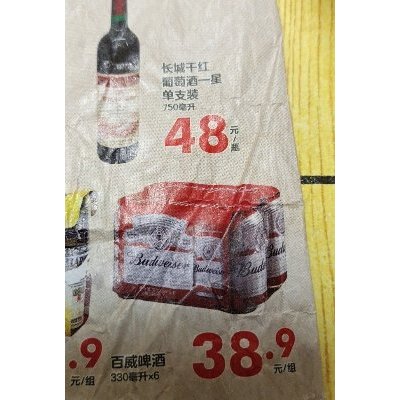 长城干红
葡萄酒一星
单支装
750毫升
48元/瓶
Budweiser
Budweiser
Budw
.9
元/组
百威啤酒
330毫升x6
38.9
元/组